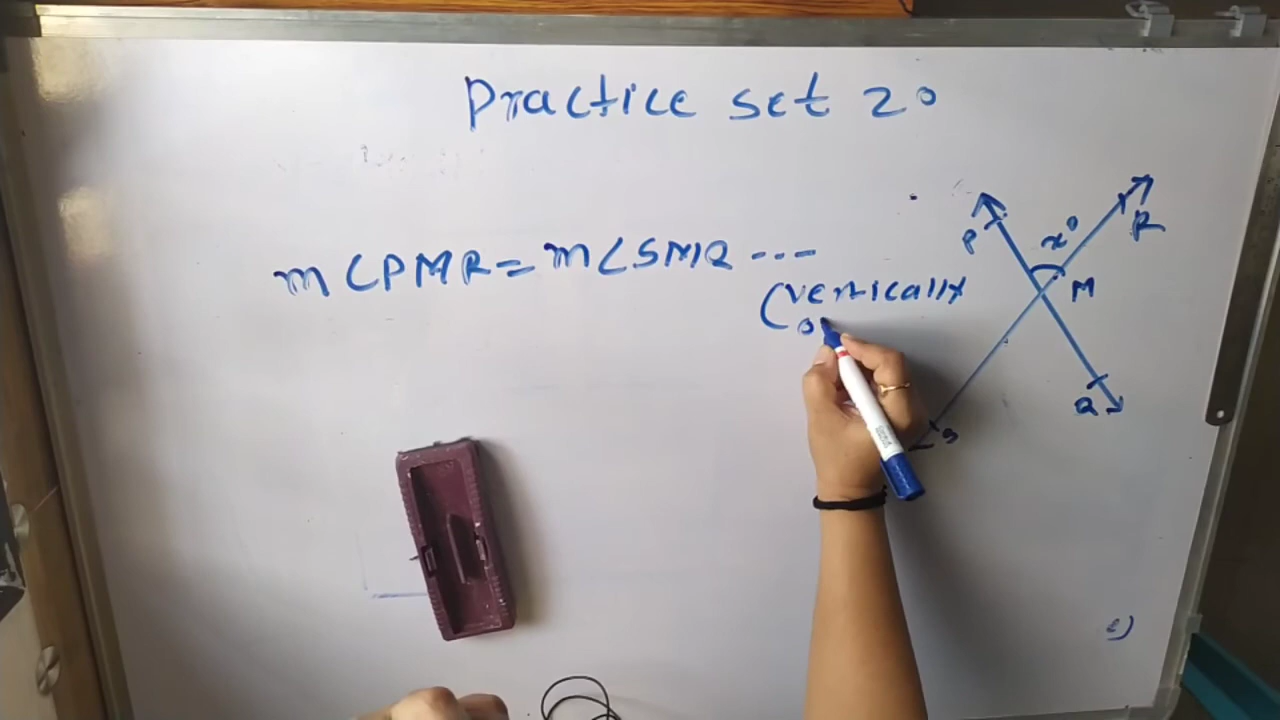 Practice set 20
m∠PMR = m∠SMQ ---
(vertically
P
x°
R
M
Q
S